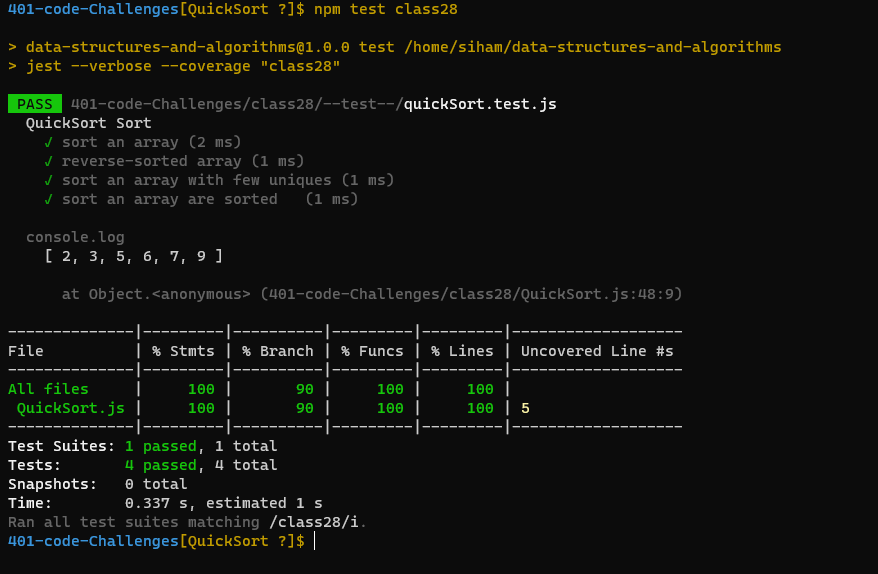 401-code-Challenges[QuickSort ?]$ npm test class28
> data-structures-and-algorithms@1.0.0 test /home/siham/data-structures-and-algorithms
> jest --verbose --coverage "class28"
PASS 401-code-Challenges/class28/--test--/quickSort.test.js
  QuickSort Sort
    √ sort an array (2 ms)
    √ reverse-sorted array (1 ms)
    √ sort an array with few uniques (1 ms)
    √ sort an array are sorted   (1 ms)
  console.log
    [ 2, 3, 5, 6, 7, 9 ]
      at Object.<anonymous> (401-code-Challenges/class28/QuickSort.js:48:9)
--------------|---------|----------|---------|---------|-------------------
File          | % Stmts | % Branch | % Funcs | % Lines | Uncovered Line #s
--------------|---------|----------|---------|---------|-------------------
All files     |     100 |       90 |     100 |     100 |
 QuickSort.js |     100 |       90 |     100 |     100 | 5
--------------|---------|----------|---------|---------|-------------------
Test Suites: 1 passed, 1 total
Tests:       4 passed, 4 total
Snapshots:   0 total
Time:        0.337 s, estimated 1 s
Ran all test suites matching /class28/i.
401-code-Challenges[QuickSort ?]$